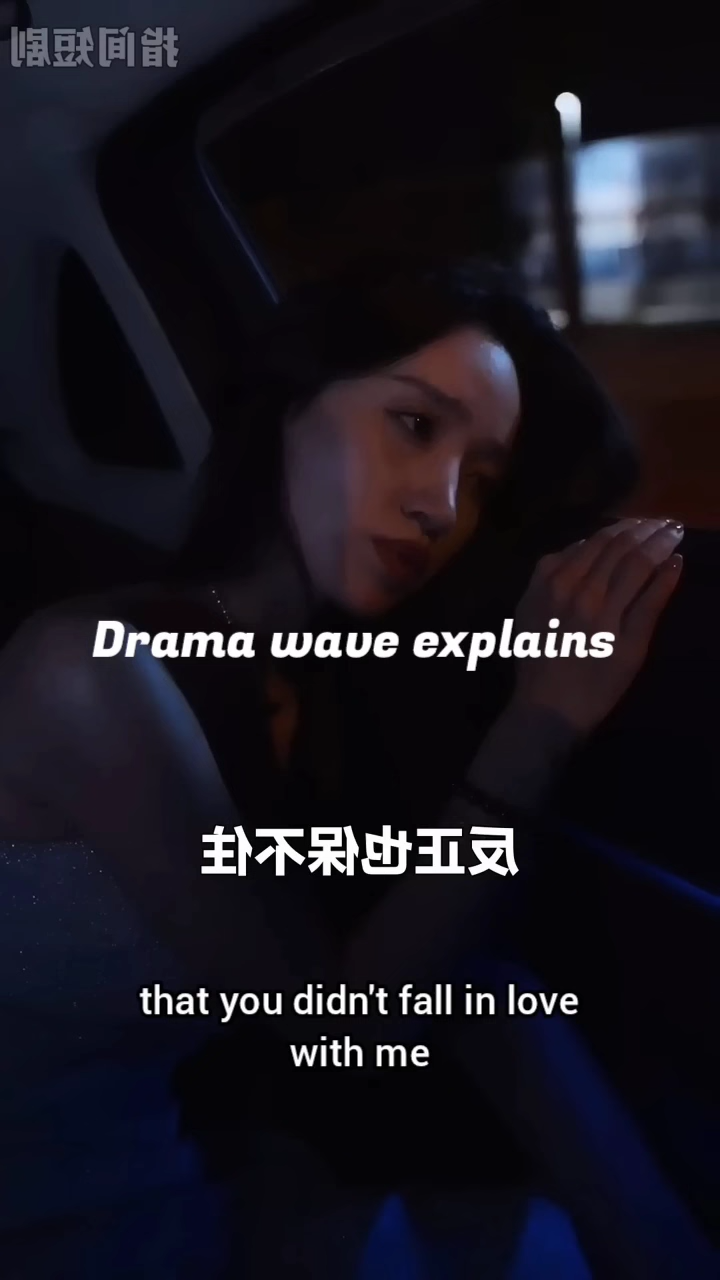 指间短剧
Drama wave explains
反正也保不住
that you didn't fall in love
with me